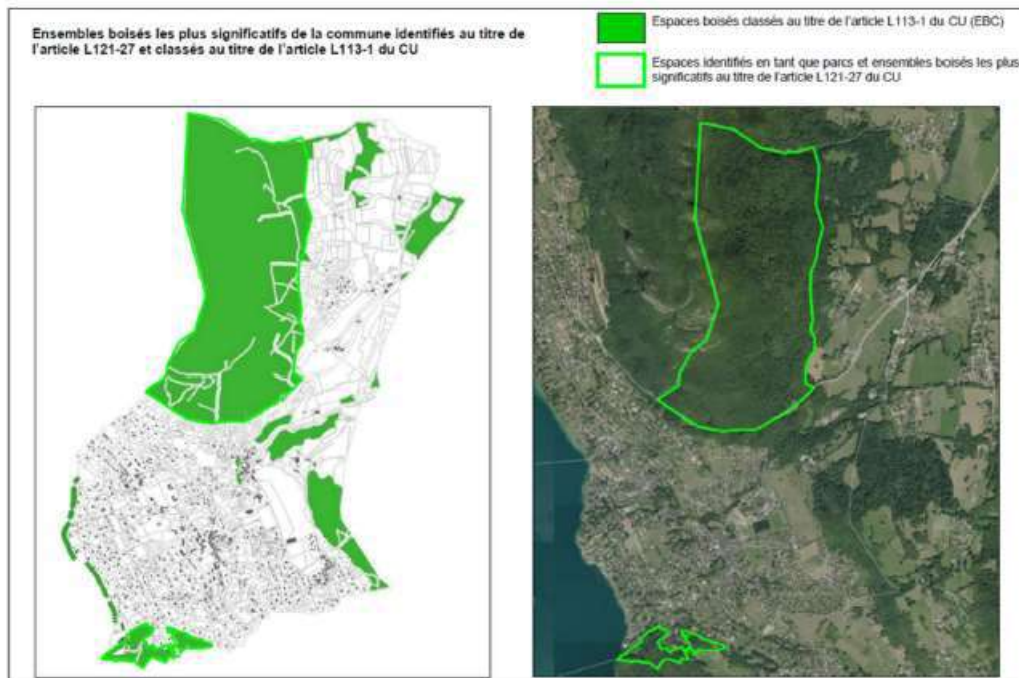 Ensembles boisés les plus significatifs de la commune identifiés au titre de
l'article L121-27 et classés au titre de l'article L113-1 du CU
Espaces boisés classés au titre de l'article L113-1 du CU (EBC)
Espaces identifiés en tant que parcs et ensembles boisés les plus
significatifs au titre de l'article L121-27 du CU